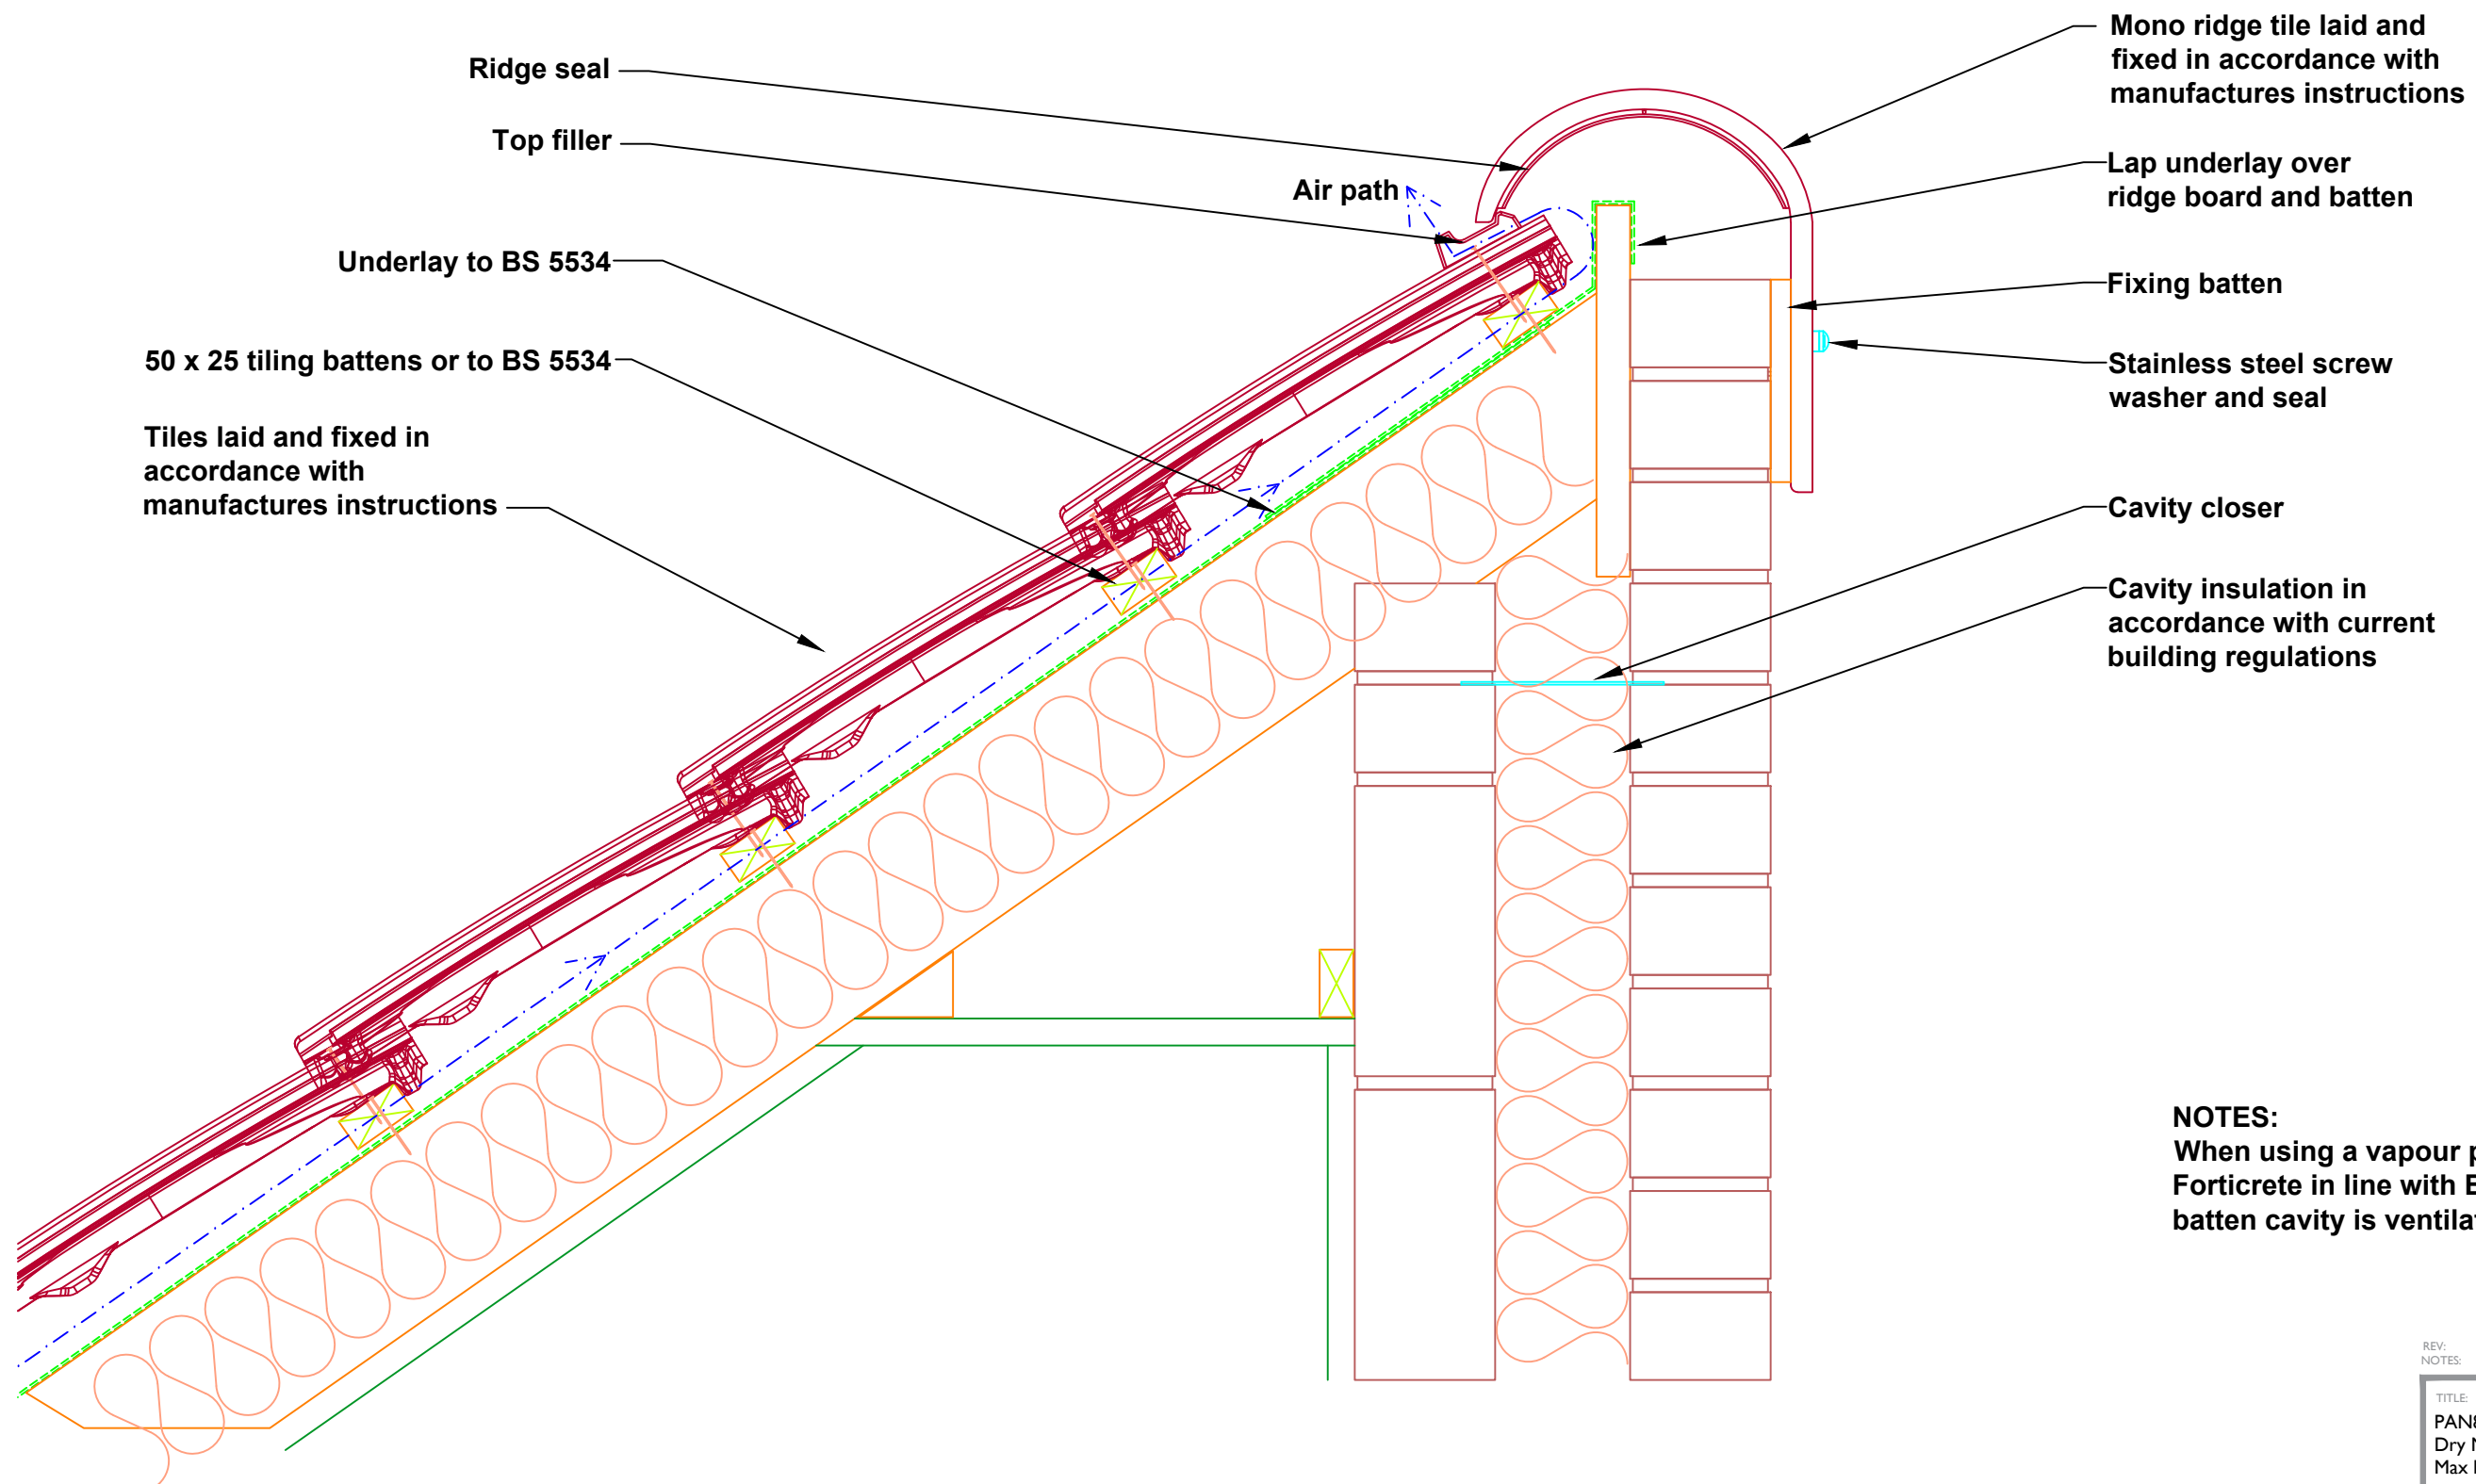 Ridge seal
Top filler
Air path
Underlay to BS 5534
50 x 25 tiling battens or to BS 5534
Tiles laid and fixed in
accordance with
manufactures instructions
Mono ridge tile laid and
fixed in accordance with
manufactures instructions
Lap underlay over
ridge board and batten
Fixing batten
Stainless steel screw
washer and seal
Cavity closer
Cavity insulation in
accordance with current
building regulations
NOTES:
When using a vapour
Forticrete in line with
batten cavity is
REV:
NOTES:
TITLE:
Dry
Max